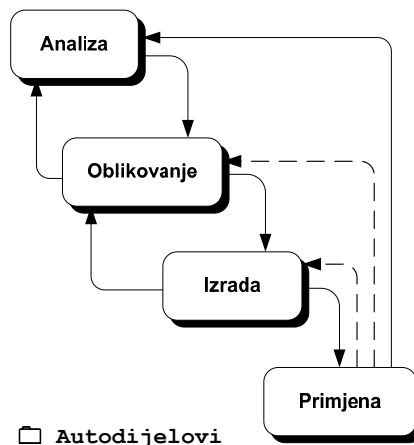 Analiza
Oblikovanje
Izrada
Primjena
Autodijelovi